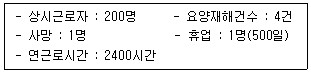 - 상시근로자 : 200명 - 요양재해건수 : 4건
- 사망 : 1명 - 휴업 : 1명(500일)
- 연근로시간 : 2400시간